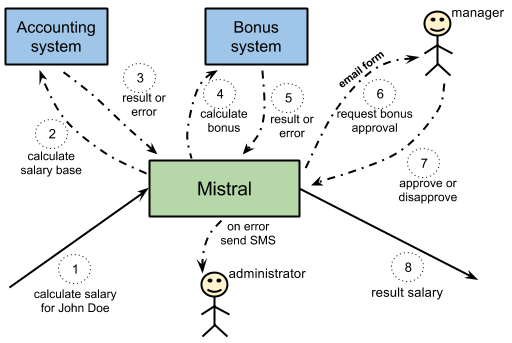 Accounting
system
Bonus
system
manager
email form
3
result or
error
4
calculate
bonus
5
result or
error
6
request bonus
approval
2
calculate
salary base
7
approve or
disapprove
Mistral
on error
send SMS
1
calculate salary
for John Doe
administrator
8
result salary